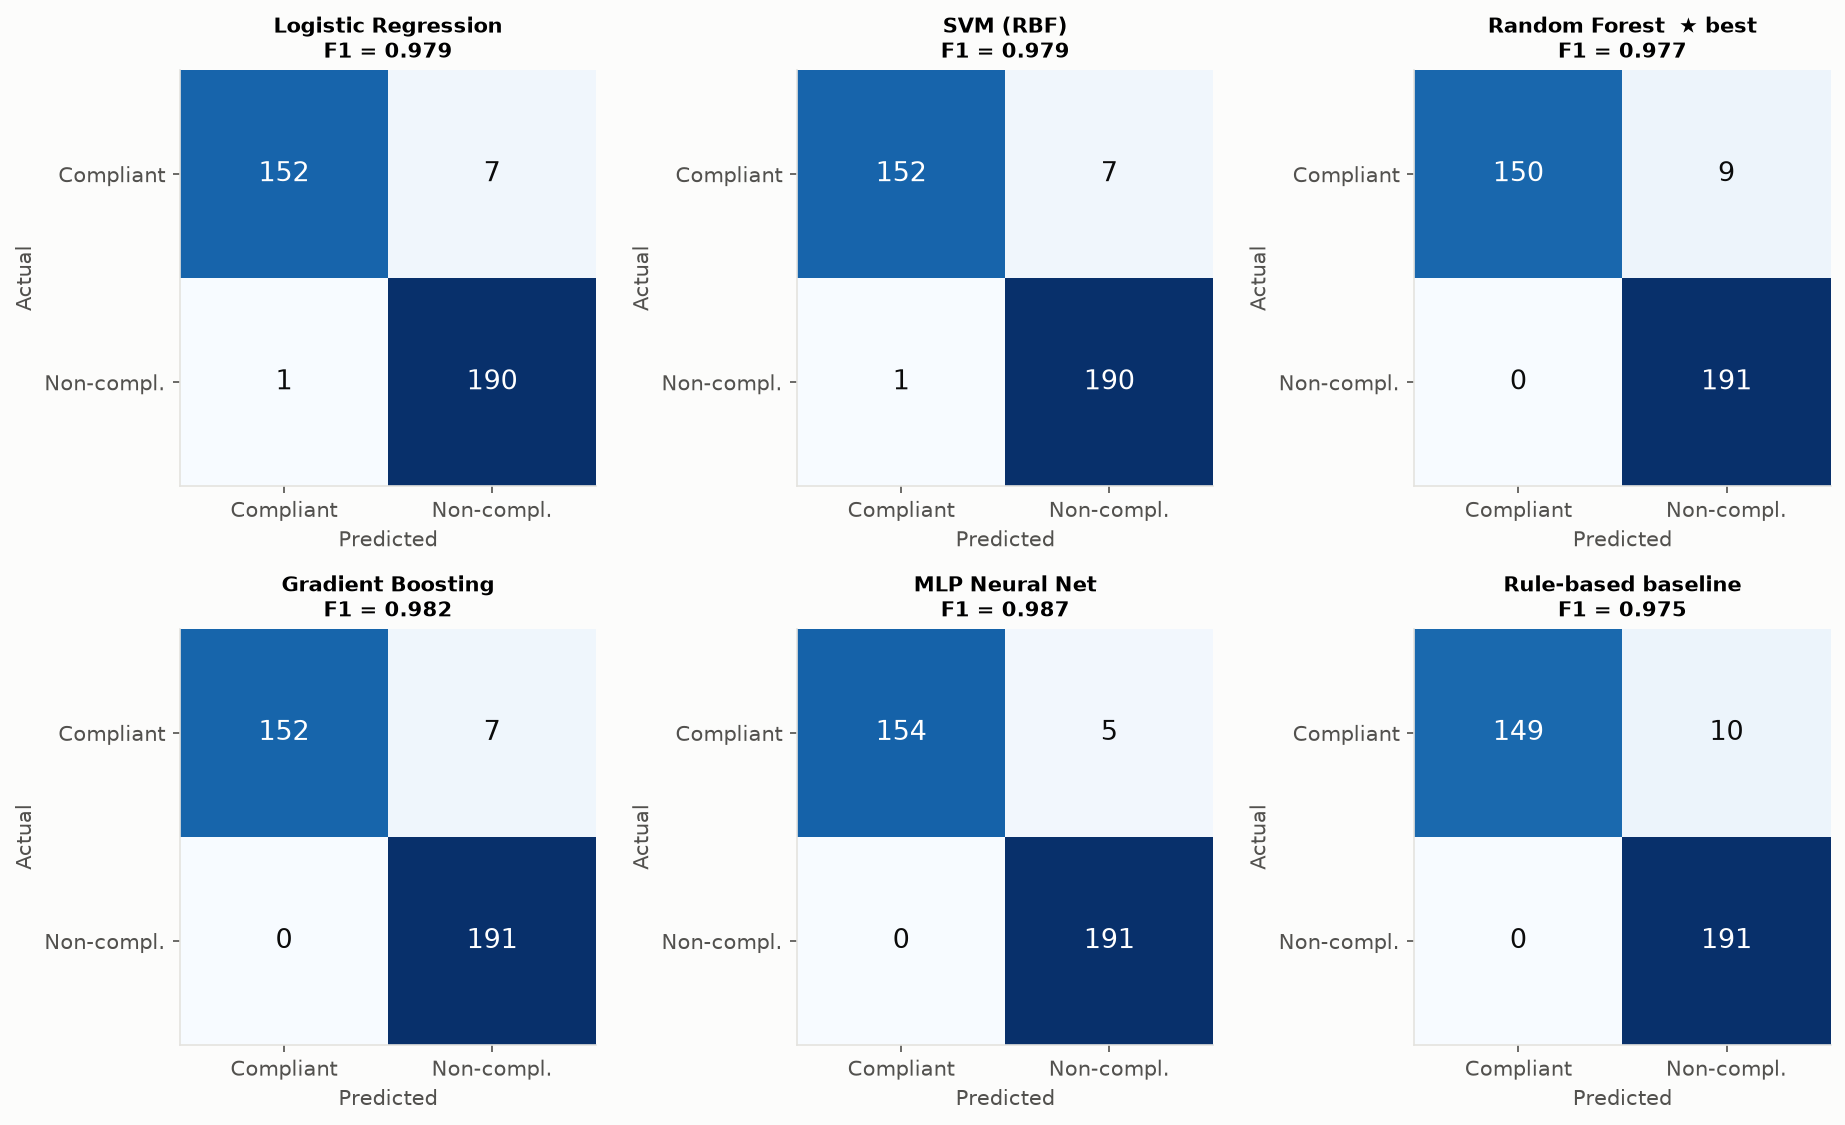 Logistic Regression
F1 = 0.979
Actual
Compliant
Non-compl.
152
7
1
190
Compliant
Non-compl.
Predicted
SVM (RBF)
F1 = 0.979
Actual
Compliant
Non-compl.
152
7
1
190
Compliant
Non-compl.
Predicted
Random Forest ★ best
F1 = 0.977
Actual
Compliant
Non-compl.
150
9
0
191
Compliant
Non-compl.
Predicted
Gradient Boosting
F1 = 0.982
Actual
Compliant
Non-compl.
152
7
0
191
Compliant
Non-compl.
Predicted
MLP Neural Net
F1 = 0.987
Actual
Compliant
Non-compl.
154
5
0
191
Compliant
Non-compl.
Predicted
Rule-based baseline
F1 = 0.975
Actual
Compliant
Non-compl.
149
10
0
191
Compliant
Non-compl.
Predicted